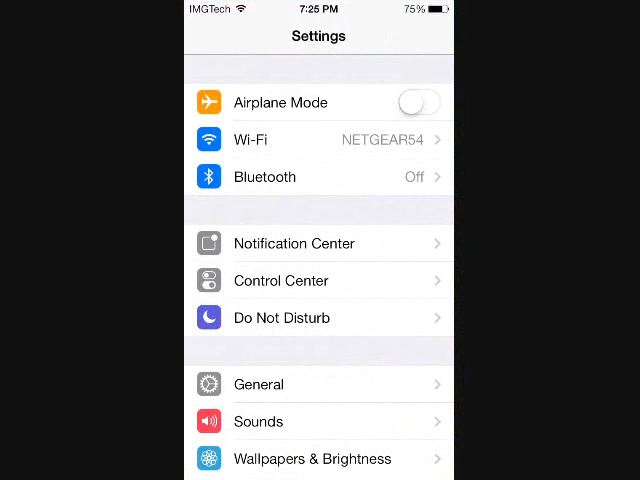 IMGTech 7:25 PM 75%
Settings
Airplane Mode
Wi-Fi NETGEAR54
Bluetooth Off
Notification Center
Control Center
Do Not Disturb
General
Sounds
Wallpapers & Brightness